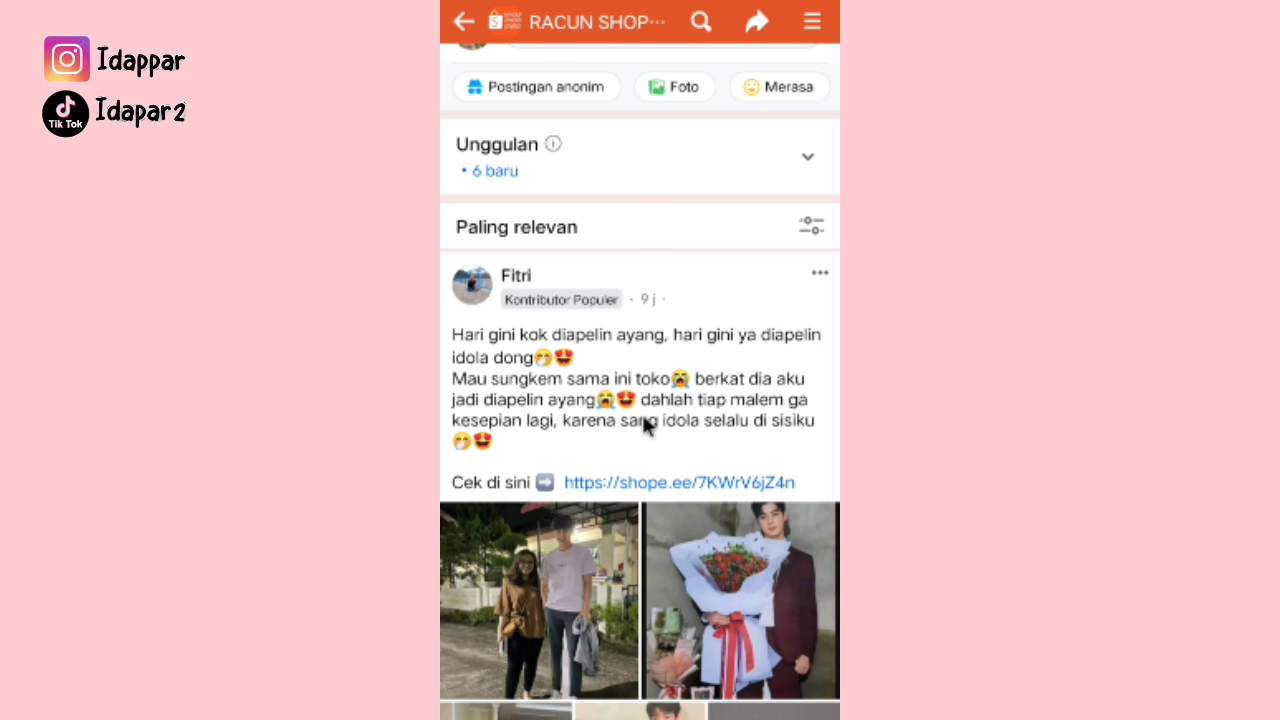 Idappar
Tik Tok
Idapar2
RACUN SHOP...
Postingan anonim
Foto
Merasa
Unggulan
• 6 baru
Paling relevan
Fitri
Kontributor Populer · 9 j ·
Hari gini kok diapelin ayang, hari gini ya diapelin
idola dong🤭😍
Mau sungkem sama ini toko😭 berkat dia aku
jadi diapelin ayang😭😍 dahlah tiap malem ga
kesepian lagi, karena sang idola selalu di sisiku
🤭😍
Cek di sini ➡️ https://shope.ee/7KWrV6jZ4n